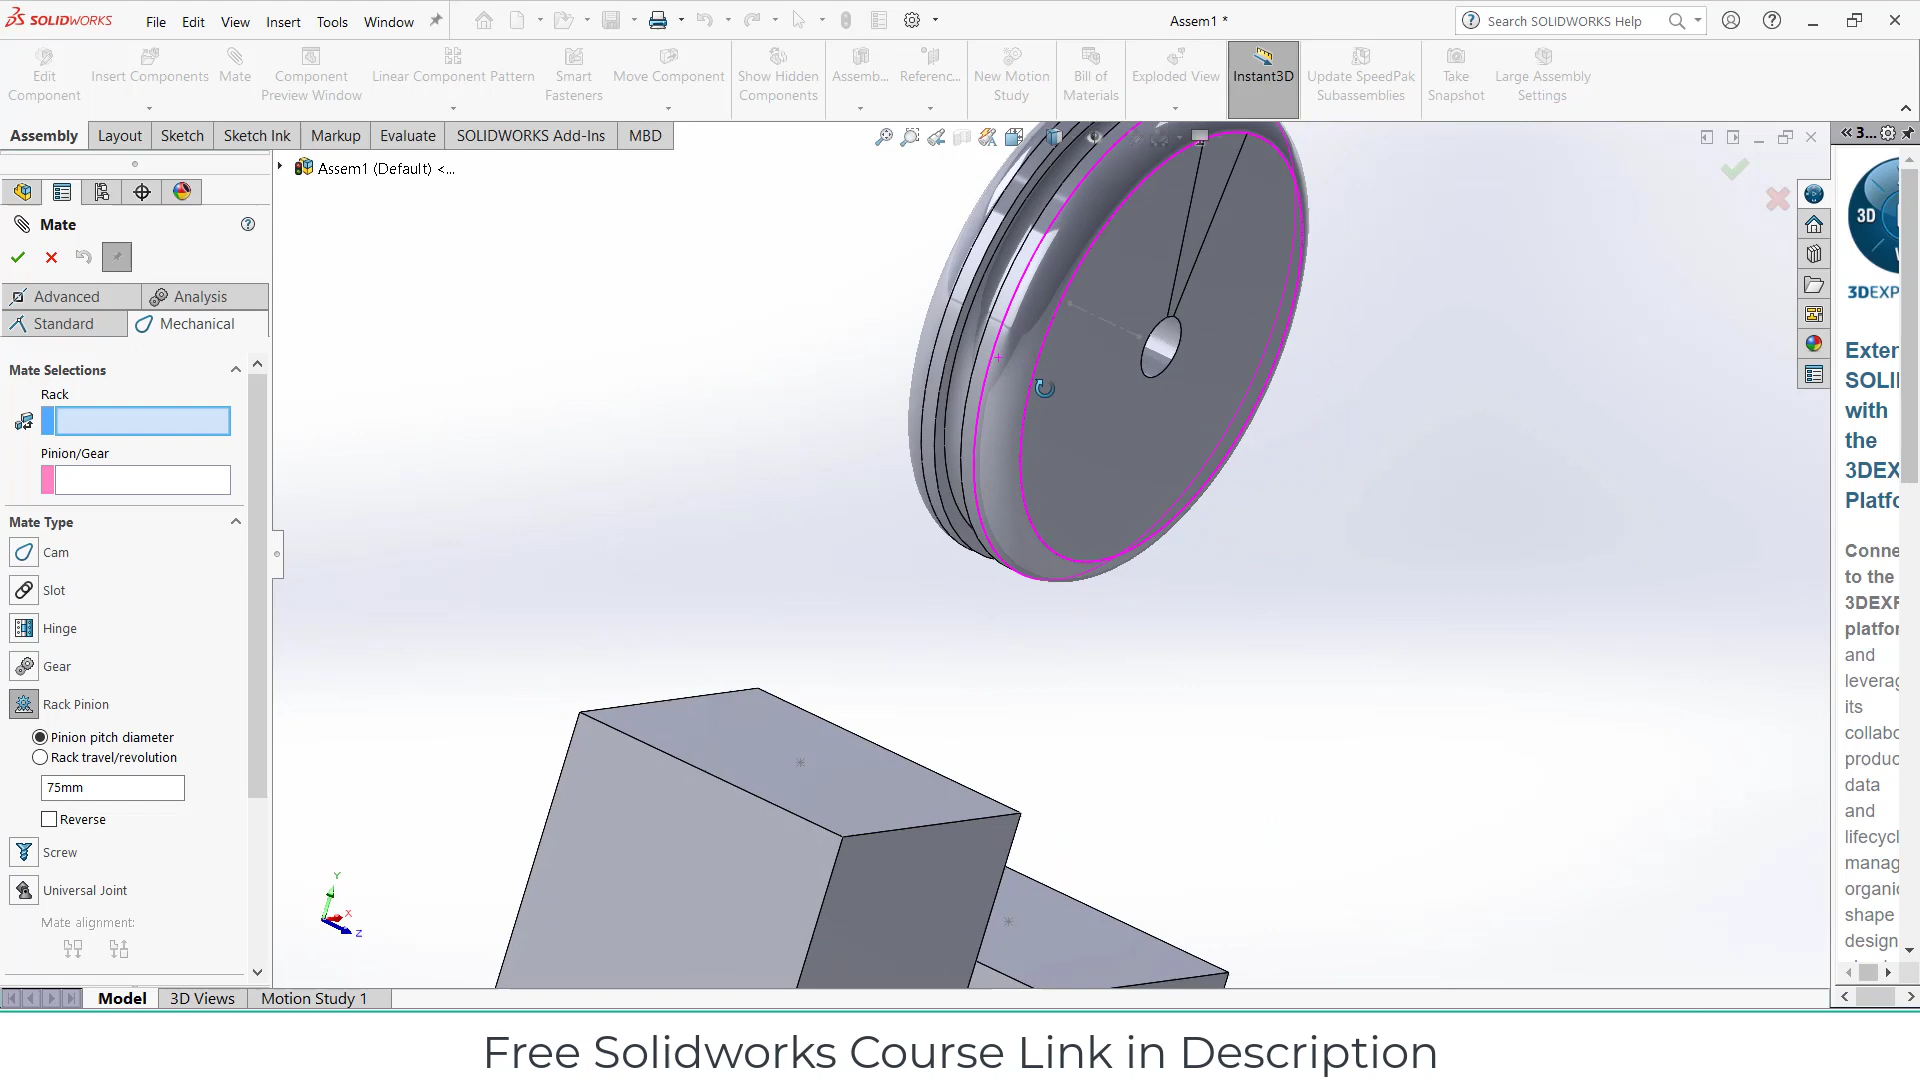 SOLIDWORKS File Edit View Insert Tools Window Assem1 * Search SOLIDWORKS Help
Edit Component Insert Components Mate Component Preview Window Linear Component Pattern Smart Fasteners Move Component Show Hidden Components Assemb... Referenc... New Motion Study Bill of Materials Exploded View Instant3D Update SpeedPak Subassemblies Take Snapshot Large Assembly Settings
Assembly Layout Sketch Sketch Ink Markup Evaluate SOLIDWORKS Add-Ins MBD
3...
Assem1 (Default) <...
Mate
Advanced Analysis
Standard Mechanical
Mate Selections
Rack
Pinion/Gear
Mate Type
Cam
Slot
Hinge
Gear
Rack Pinion
Pinion pitch diameter
Rack travel/revolution
75mm
Reverse
Screw
Universal Joint
Mate alignment:
Y
X
Z
3D
3DEXP
Exter
SOLI
with
the
3DEX
Platfo
Conne
to the
3DEXF
platfor
and
leverag
its
collabo
produc
data
and
lifecycl
manag
organic
shape
design
Model 3D Views Motion Study 1
Free Solidworks Course Link in Description